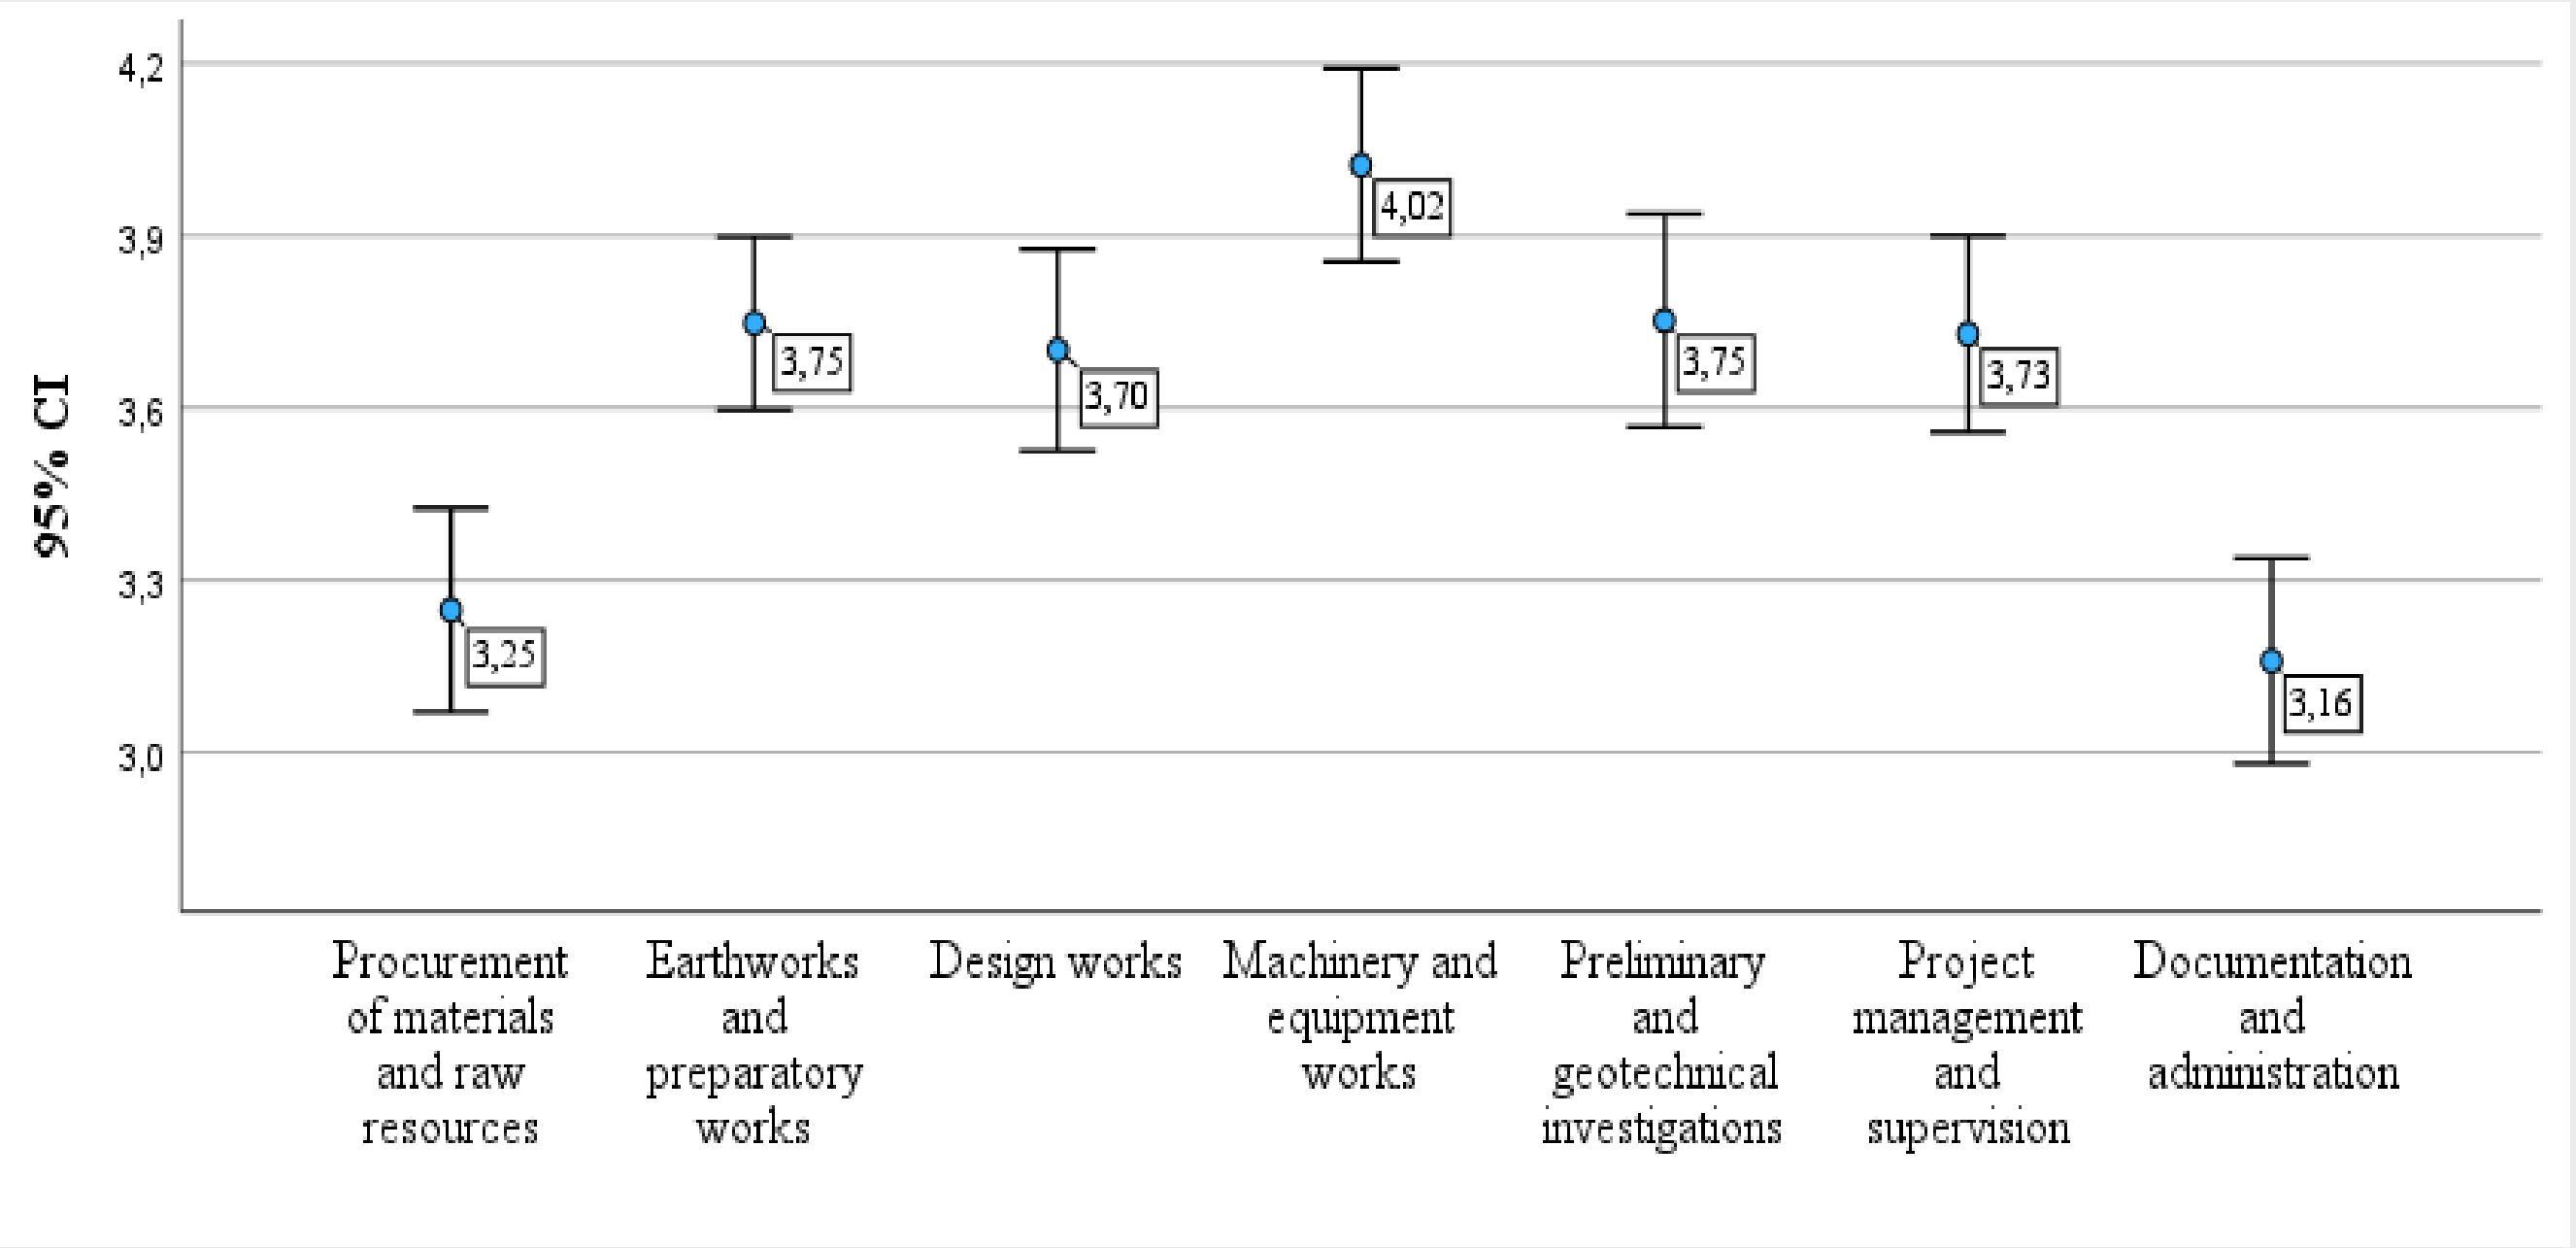 95% CI
4,2
3,9
3,6
3,3
3,0
3,25
3,75
3,70
4,02
3,75
3,73
3,16
Procurement
of materials
and raw
resources
Earthworks
and
preparatory
works
Design works
Machinery and
equipment
works
Preliminary
and
geotechnical
investigations
Project
management
and
supervision
Documentation
and
administration